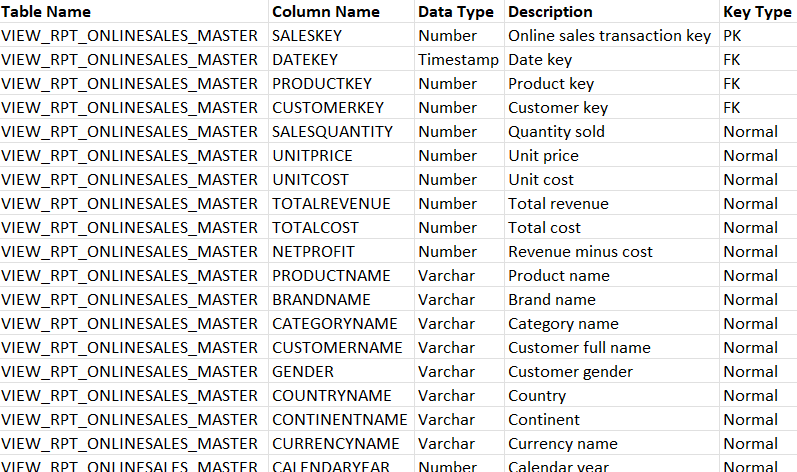 Table Name Column Name Data Type Description Key Type
VIEW_RPT_ONLINESALES_MASTER SALESKEY Number Online sales transaction key PK
VIEW_RPT_ONLINESALES_MASTER DATEKEY Timestamp Date key FK
VIEW_RPT_ONLINESALES_MASTER PRODUCTKEY Number Product key FK
VIEW_RPT_ONLINESALES_MASTER CUSTOMERKEY Number Customer key FK
VIEW_RPT_ONLINESALES_MASTER SALESQUANTITY Number Quantity sold Normal
VIEW_RPT_ONLINESALES_MASTER UNITPRICE Number Unit price Normal
VIEW_RPT_ONLINESALES_MASTER UNITCOST Number Unit cost Normal
VIEW_RPT_ONLINESALES_MASTER TOTALREVENUE Number Total revenue Normal
VIEW_RPT_ONLINESALES_MASTER TOTALCOST Number Total cost Normal
VIEW_RPT_ONLINESALES_MASTER NETPROFIT Number Revenue minus cost Normal
VIEW_RPT_ONLINESALES_MASTER PRODUCTNAME Varchar Product name Normal
VIEW_RPT_ONLINESALES_MASTER BRANDNAME Varchar Brand name Normal
VIEW_RPT_ONLINESALES_MASTER CATEGORYNAME Varchar Category name Normal
VIEW_RPT_ONLINESALES_MASTER CUSTOMERNAME Varchar Customer full name Normal
VIEW_RPT_ONLINESALES_MASTER GENDER Varchar Customer gender Normal
VIEW_RPT_ONLINESALES_MASTER COUNTRYNAME Varchar Country Normal
VIEW_RPT_ONLINESALES_MASTER CONTINENTNAME Varchar Continent Normal
VIEW_RPT_ONLINESALES_MASTER CURRENCYNAME Varchar Currency name Normal
VIEW_RPT_ONLINESALES_MASTER CALENDARYEAR Number Calendar year Normal